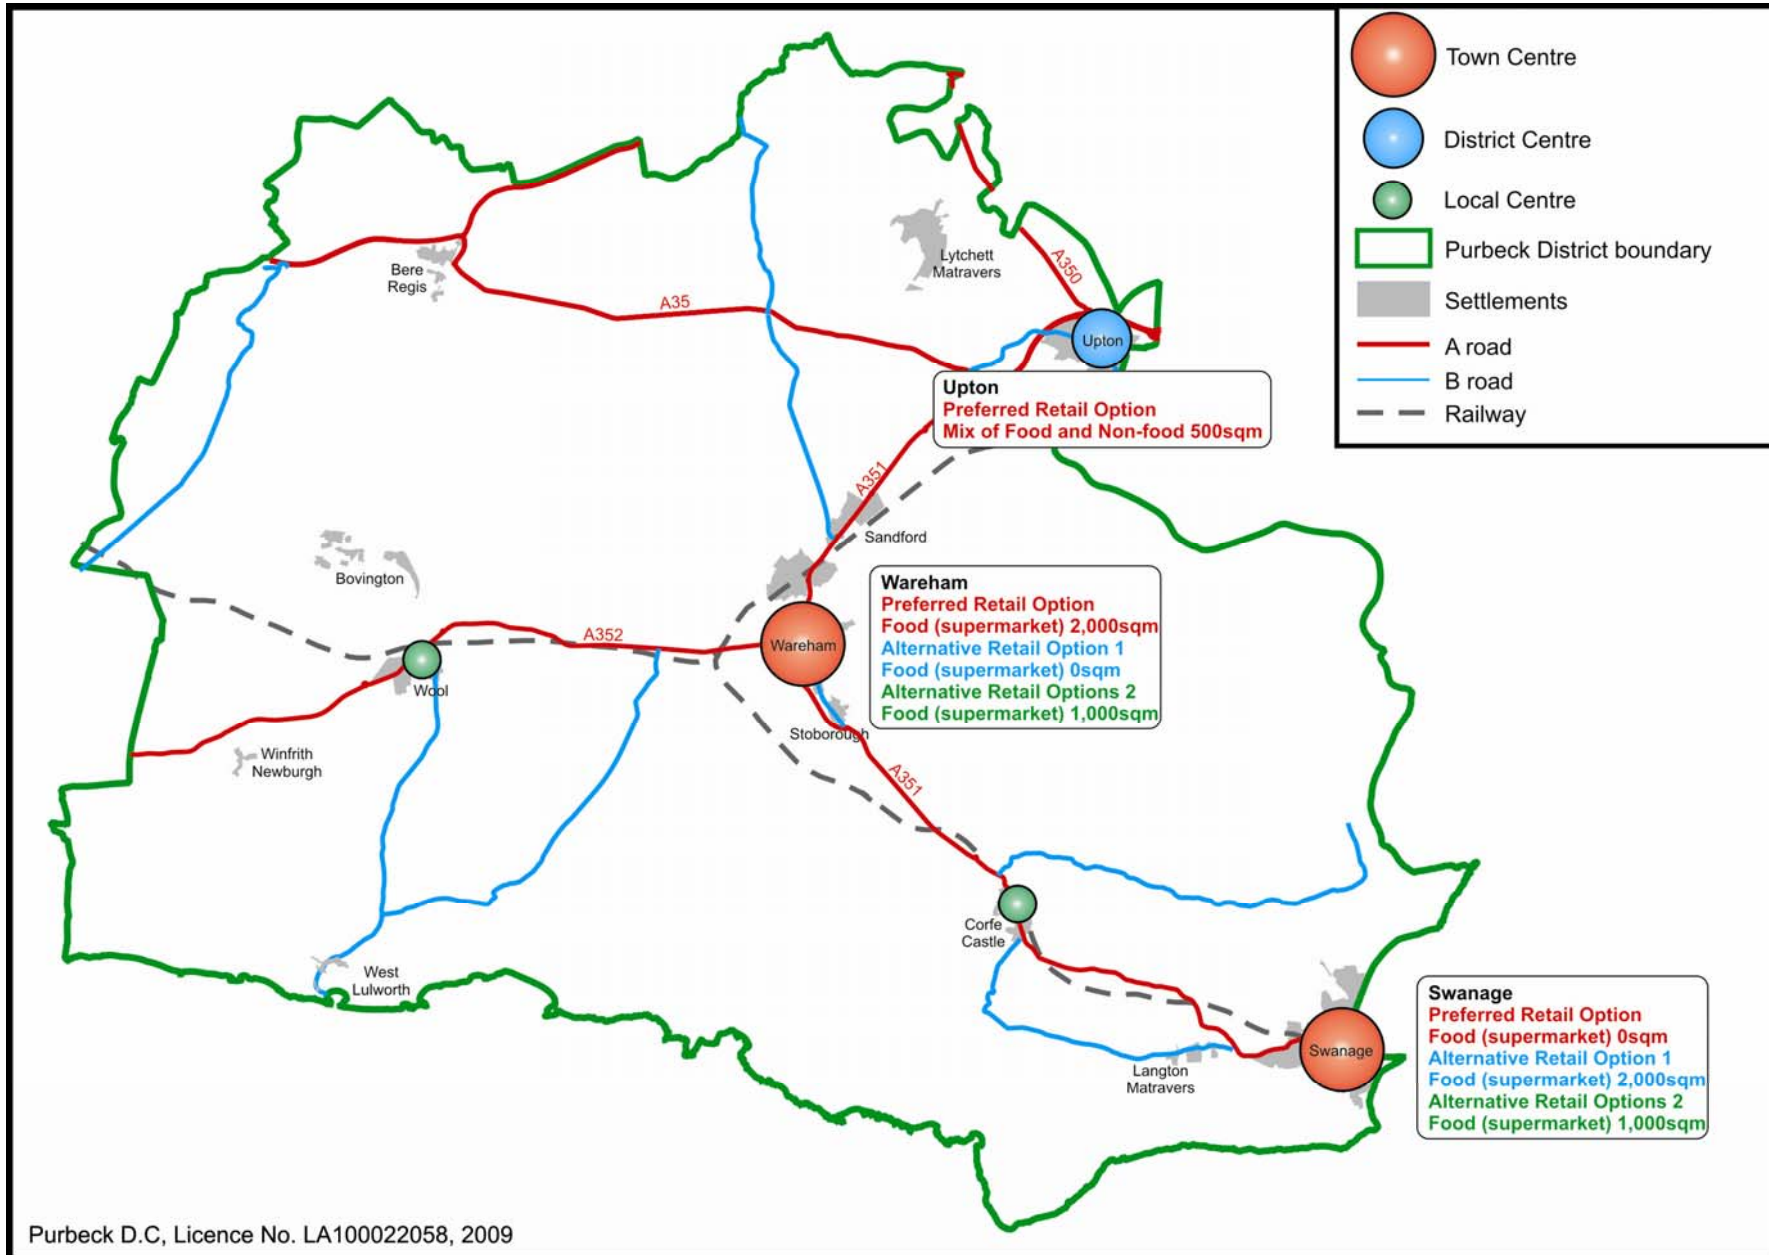 Town Centre
District Centre
Local Centre
Purbeck District boundary
Settlements
A road
B road
Railway
Lytchett
Matravers
A350
Bere
Regis
A35
Upton
Upton
Preferred Retail Option
Mix of Food and Non-food 500sqm
A351
Sandford
Bovington
Wareham
Preferred Retail Option
Food (supermarket) 2,000sqm
Alternative Retail Option 1
Food (supermarket) 0sqm
Alternative Retail Options 2
Food (supermarket) 1,000sqm
A352
Wareham
Wool
Stoborough
Winfrith
Newburgh
A351
Corfe
Castle
West
Lulworth
Swanage
Preferred Retail Option
Food (supermarket) 0sqm
Alternative Retail Option 1
Food (supermarket) 2,000sqm
Alternative Retail Options 2
Food (supermarket) 1,000sqm
Swanage
Langton
Matravers
Purbeck D.C, Licence No. LA100022058, 2009